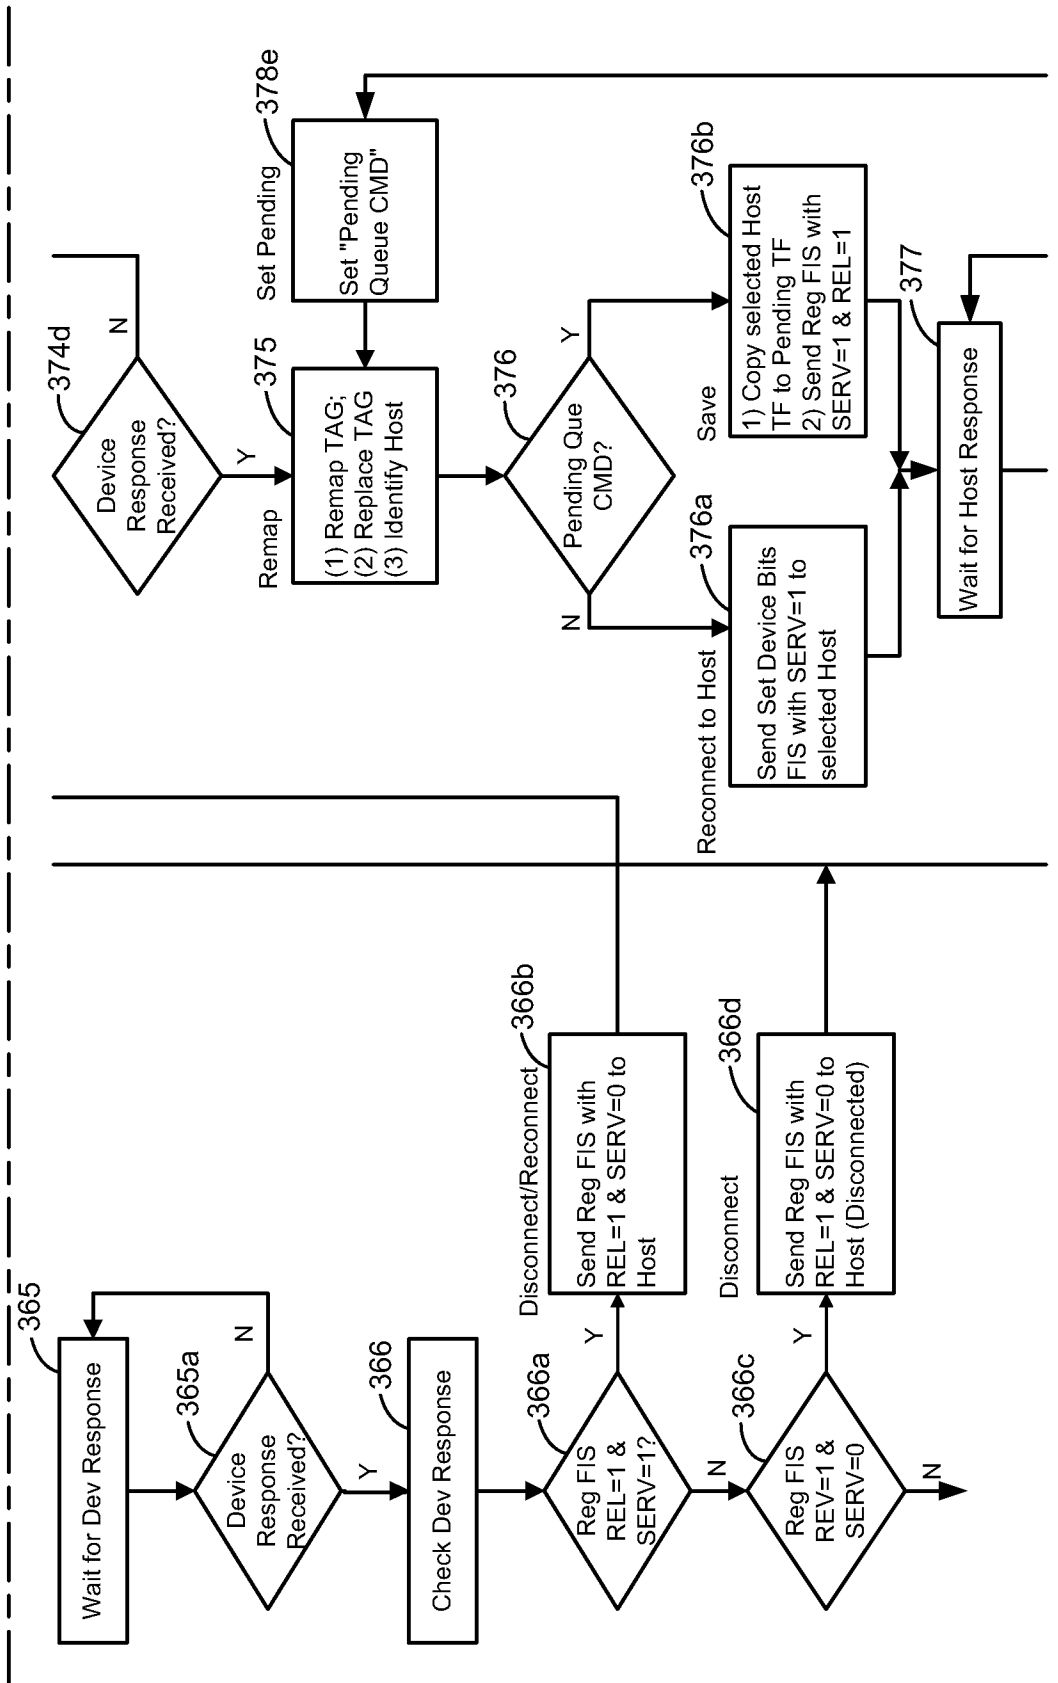 365
Wait for Dev Response
365a
Device
Response
Received?
N
Y
366
Check Dev Response
366a
Reg FIS
REL=1 &
SERV=1?
Y
N
Disconnect/Reconnect
366b
Send Reg FIS with
REL=1 & SERV=0 to
Host
366c
Reg FIS
REV=1 &
SERV=0
Y
N
Disconnect
366d
Send Reg FIS with
REL=1 & SERV=0 to
Host (Disconnected)
374d
Device
Response
Received?
N
Y
Set Pending
378e
Set "Pending
Queue CMD"
Remap
375
(1) Remap TAG;
(2) Replace TAG
(3) Identify Host
376
Pending Que
CMD?
N
Y
Reconnect to Host
376a
Send Set Device Bits
FIS with SERV=1 to
selected Host
Save
376b
1) Copy selected Host
TF to Pending TF
2) Send Reg FIS with
SERV=1 & REL=1
377
Wait for Host Response